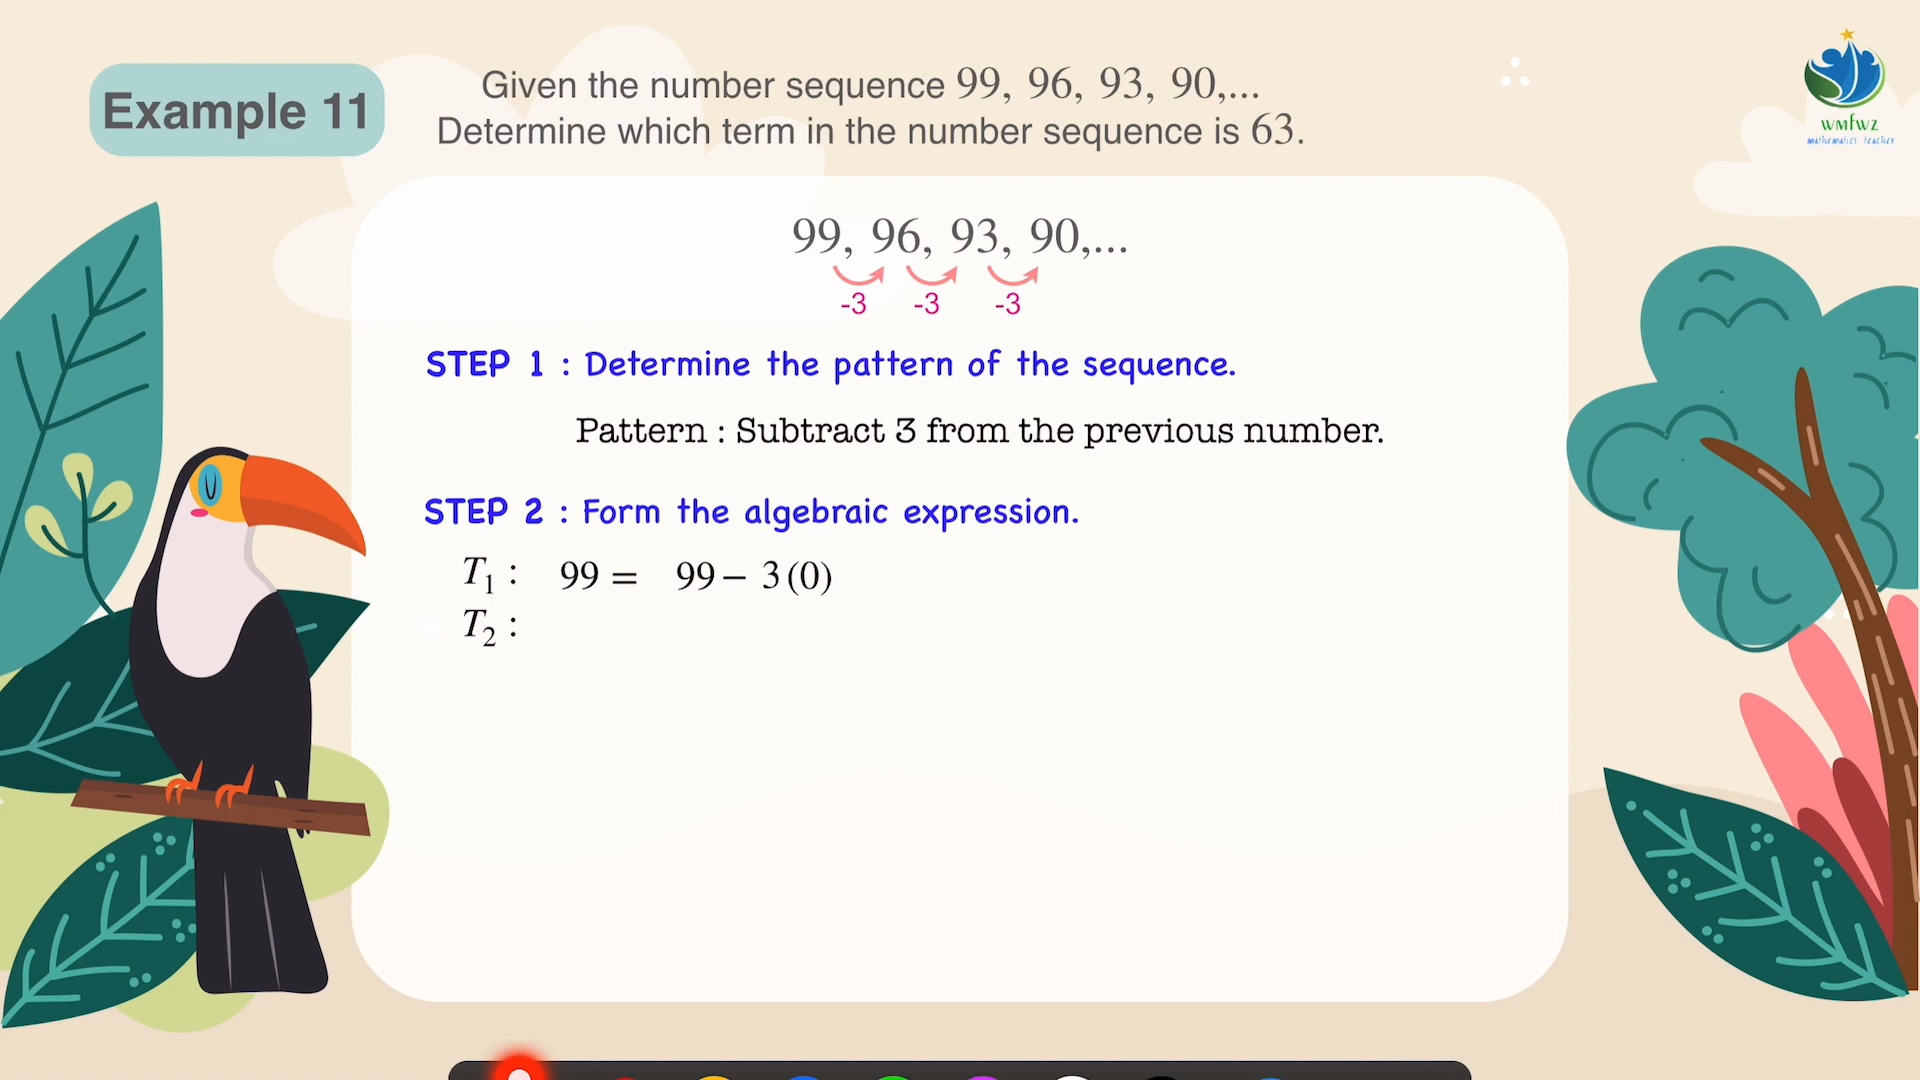 Example 11
Given the number sequence 99, 96, 93, 90,...
Determine which term in the number sequence is 63.
wmfwz
mathematics teacher
99, 96, 93, 90,...
-3 -3 -3
STEP 1 : Determine the pattern of the sequence.
Pattern : Subtract 3 from the previous number.
STEP 2 : Form the algebraic expression.
T₁ : 99 = 99 – 3 (0)
T₂ :